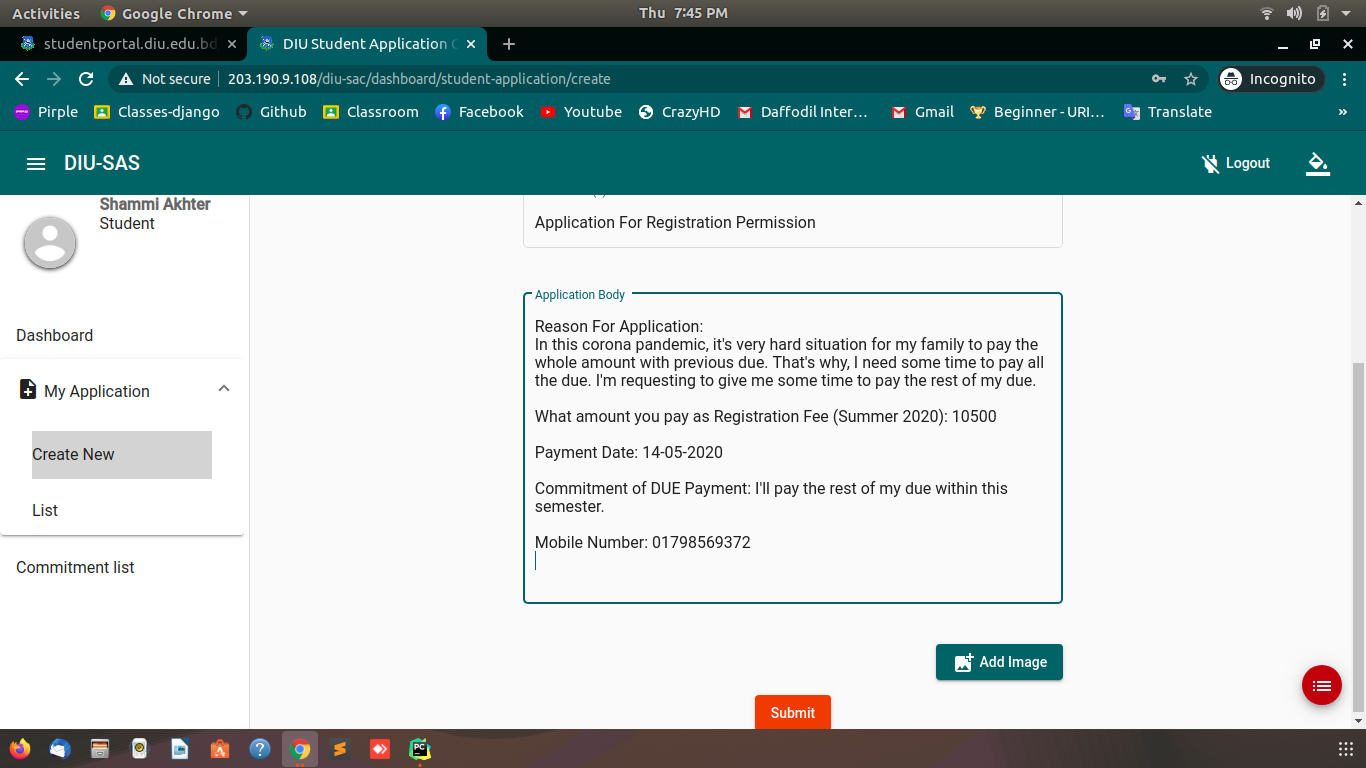 Activities
Google Chrome
Thu 7:45 PM
studentportal.diu.edu.bd
DIU Student Application
Not secure
203.190.9.108/diu-sac/dashboard/student-application/create
Incognito
Pirple
Classes-django
Github
Classroom
Facebook
Youtube
CrazyHD
Daffodil Inter...
Gmail
Beginner - URI...
Translate
»
DIU-SAS
Logout
Shammi Akhter
Student
Dashboard
My Application
Create New
List
Commitment list
Application For Registration Permission
Application Body
Reason For Application:
In this corona pandemic, it's very hard situation for my family to pay the
whole amount with previous due. That's why, I need some time to pay all
the due. I'm requesting to give me some time to pay the rest of my due.
What amount you pay as Registration Fee (Summer 2020): 10500
Payment Date: 14-05-2020
Commitment of DUE Payment: I'll pay the rest of my due within this
semester.
Mobile Number: 01798569372
Add Image
Submit
PC